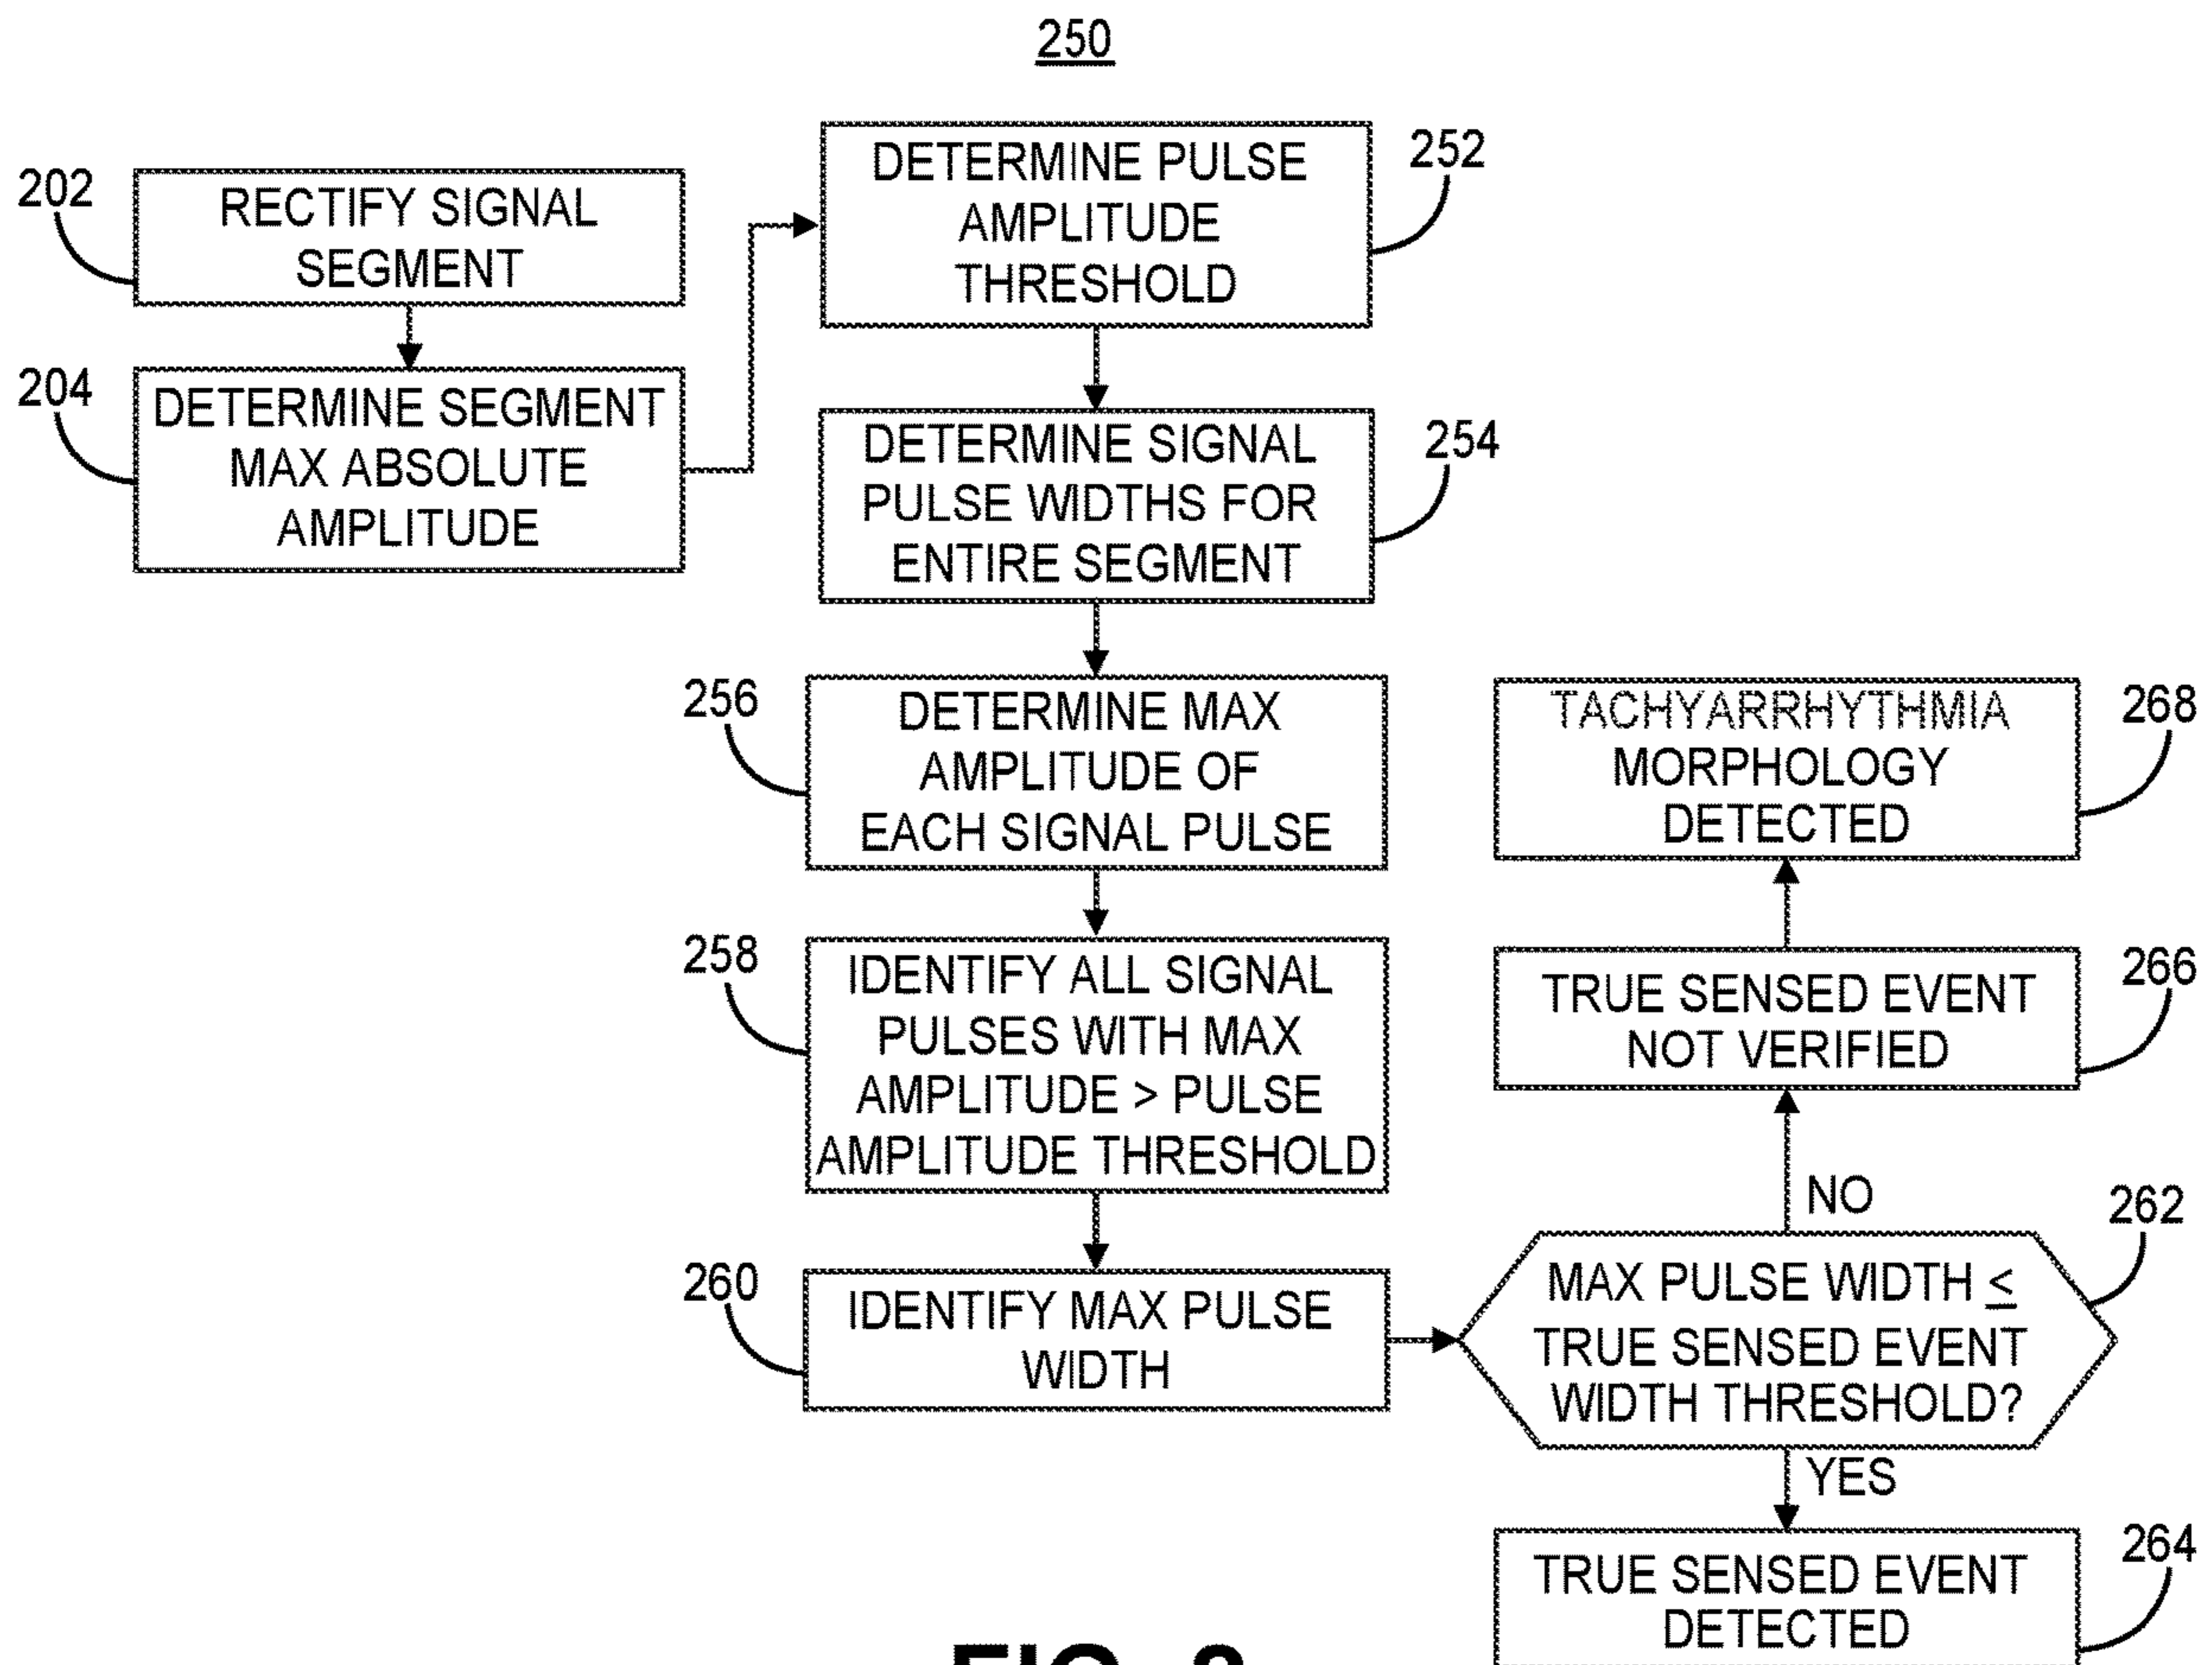 250
202
RECTIFY SIGNAL
SEGMENT
204
DETERMINE SEGMENT
MAX ABSOLUTE
AMPLITUDE
252
DETERMINE PULSE
AMPLITUDE
THRESHOLD
254
DETERMINE SIGNAL
PULSE WIDTHS FOR
ENTIRE SEGMENT
256
DETERMINE MAX
AMPLITUDE OF
EACH SIGNAL PULSE
258
IDENTIFY ALL SIGNAL
PULSES WITH MAX
AMPLITUDE > PULSE
AMPLITUDE THRESHOLD
260
IDENTIFY MAX PULSE
WIDTH
262
MAX PULSE WIDTH ≤
TRUE SENSED EVENT
WIDTH THRESHOLD?
NO
266
TRUE SENSED EVENT
NOT VERIFIED
268
TACHYARRHYTHMIA
MORPHOLOGY
DETECTED
YES
264
TRUE SENSED EVENT
DETECTED
FIG.